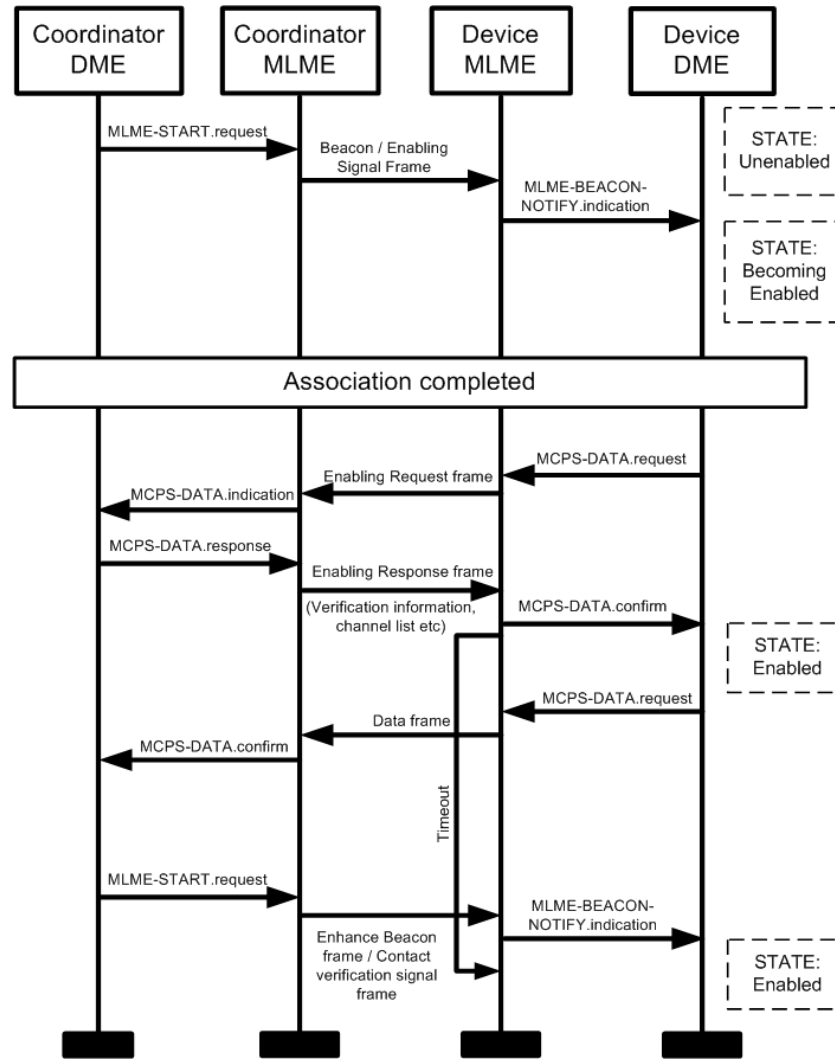 Coordinator
DME
Coordinator
MLME
Device
MLME
Device
DME
MLME-START.request
Beacon / Enabling
Signal Frame
MLME-BEACON-
NOTIFY.indication
STATE:
Unenabled
STATE:
Becoming
Enabled
Association completed
MCPS-DATA.request
Enabling Request frame
MCPS-DATA.indication
MCPS-DATA.response
Enabling Response frame
(Verification information,
channel list etc)
MCPS-DATA.confirm
STATE:
Enabled
MCPS-DATA.request
Data frame
MCPS-DATA.confirm
Timeout
MLME-START.request
MLME-BEACON-
NOTIFY.indication
Enhance Beacon
frame / Contact
verification signal
frame
STATE:
Enabled